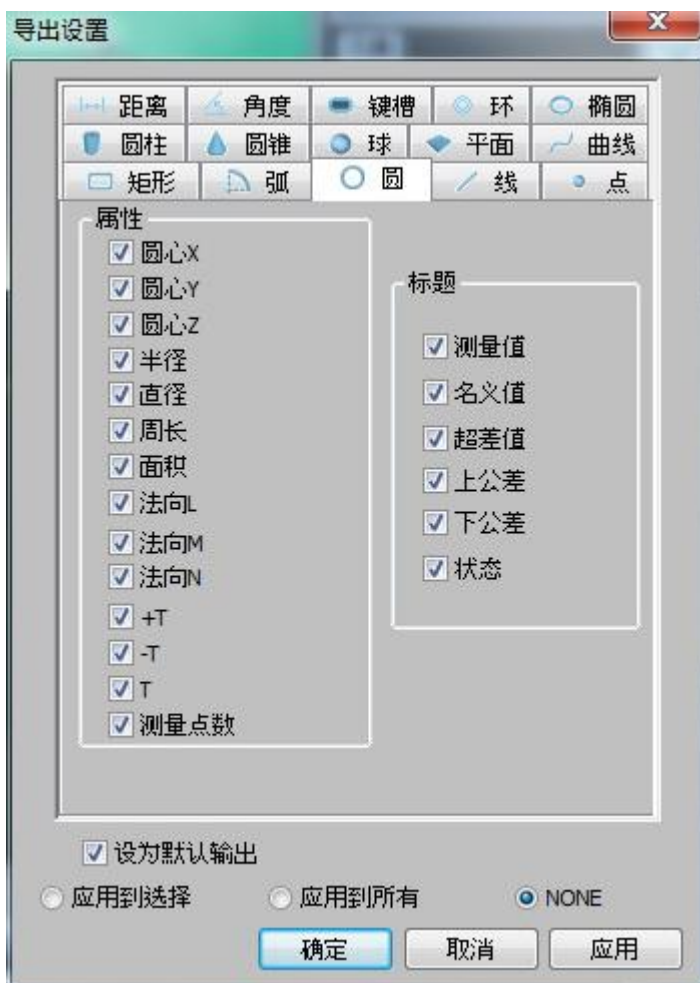 导出设置
距离 角度 键槽 环 椭圆
圆柱 圆锥 球 平面 曲线
矩形 弧 圆 线 点
属性
圆心X
圆心Y
圆心Z
半径
直径
周长
面积
法向L
法向M
法向N
+T
-T
T
测量点数
标题
测量值
名义值
超差值
上公差
下公差
状态
设为默认输出
应用到选择 应用到所有 NONE
确定 取消 应用